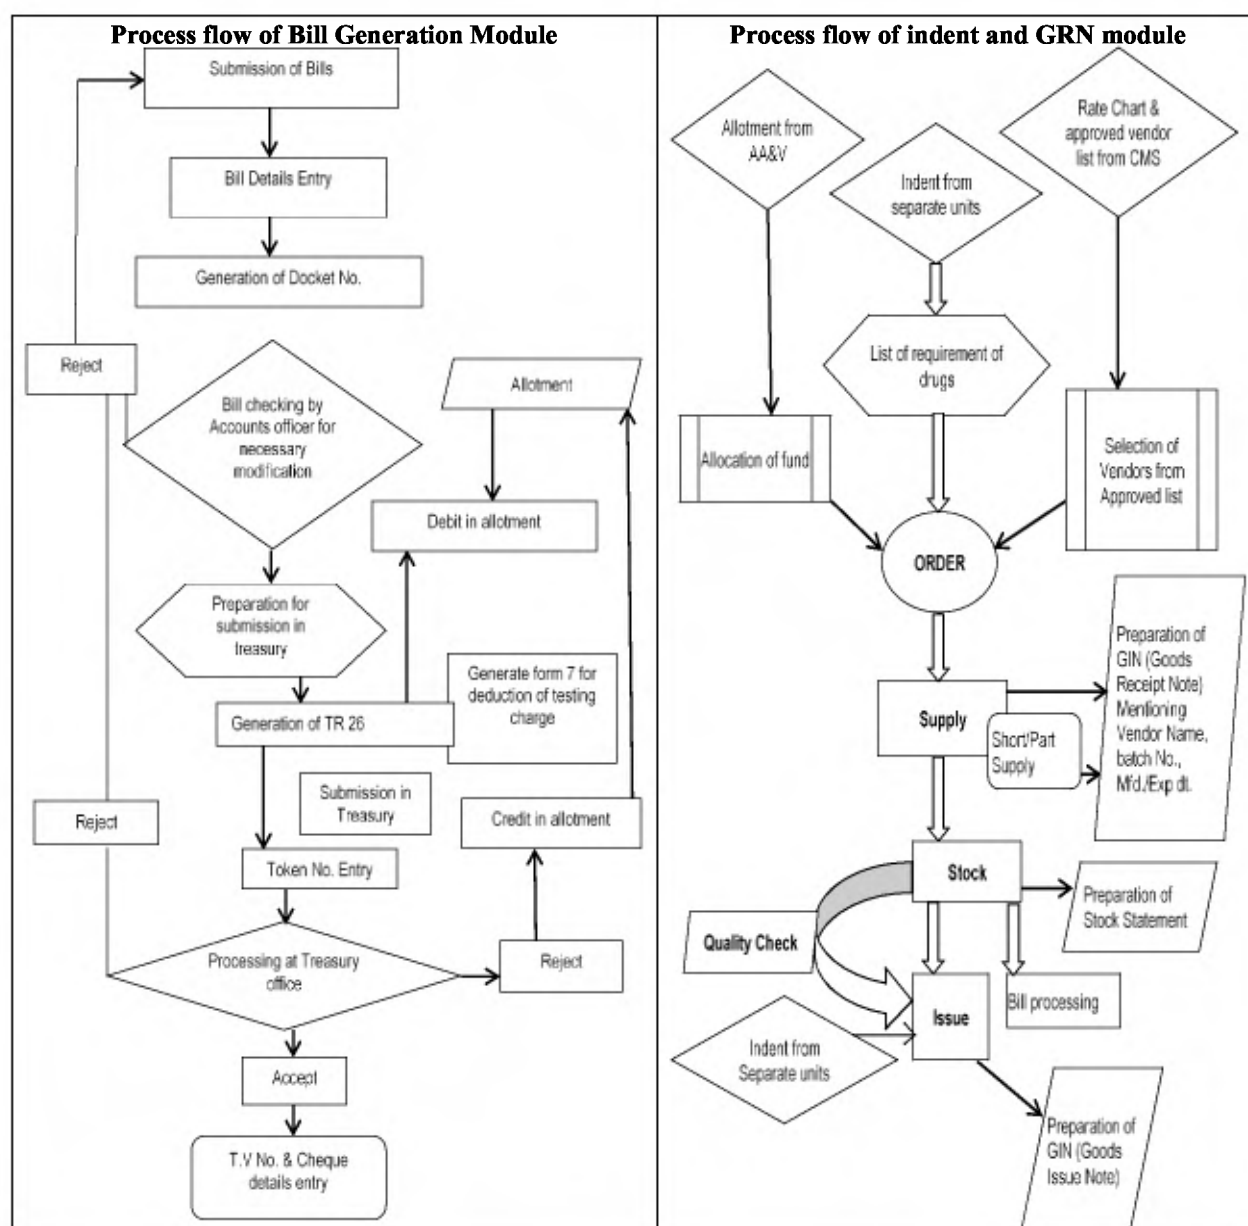 Process flow of Bill Generation Module
Submission of Bills
Bill Details Entry
Generation of Docket No.
Reject
Bill checking by
Accounts officer for
necessary
modification
Allotment
Debit in allotment
Preparation for
submission in
treasury
Generate form 7 for
deduction of testing
charge
Generation of TR 26
Submission in
Treasury
Reject
Credit in allotment
Token No. Entry
Processing at Treasury
office
Reject
Accept
T.V No. & Cheque
details entry
Process flow of indent and GRN module
Allotment from
AA&V
Indent from
separate units
Rate Chart &
approved vendor
list from CMS
List of requirement of
drugs
Allocation of fund
Selection of
Vendors from
Approved list
ORDER
Supply
Short/Part
Supply
Preparation of
GIN (Goods
Receipt Note)
Mentioning
Vendor Name,
batch No.,
Mfd./Exp dt.
Stock
Preparation of
Stock Statement
Quality Check
Issue
Bill processing
Indent from
Separate units
Preparation of
GIN (Goods
Issue Note)